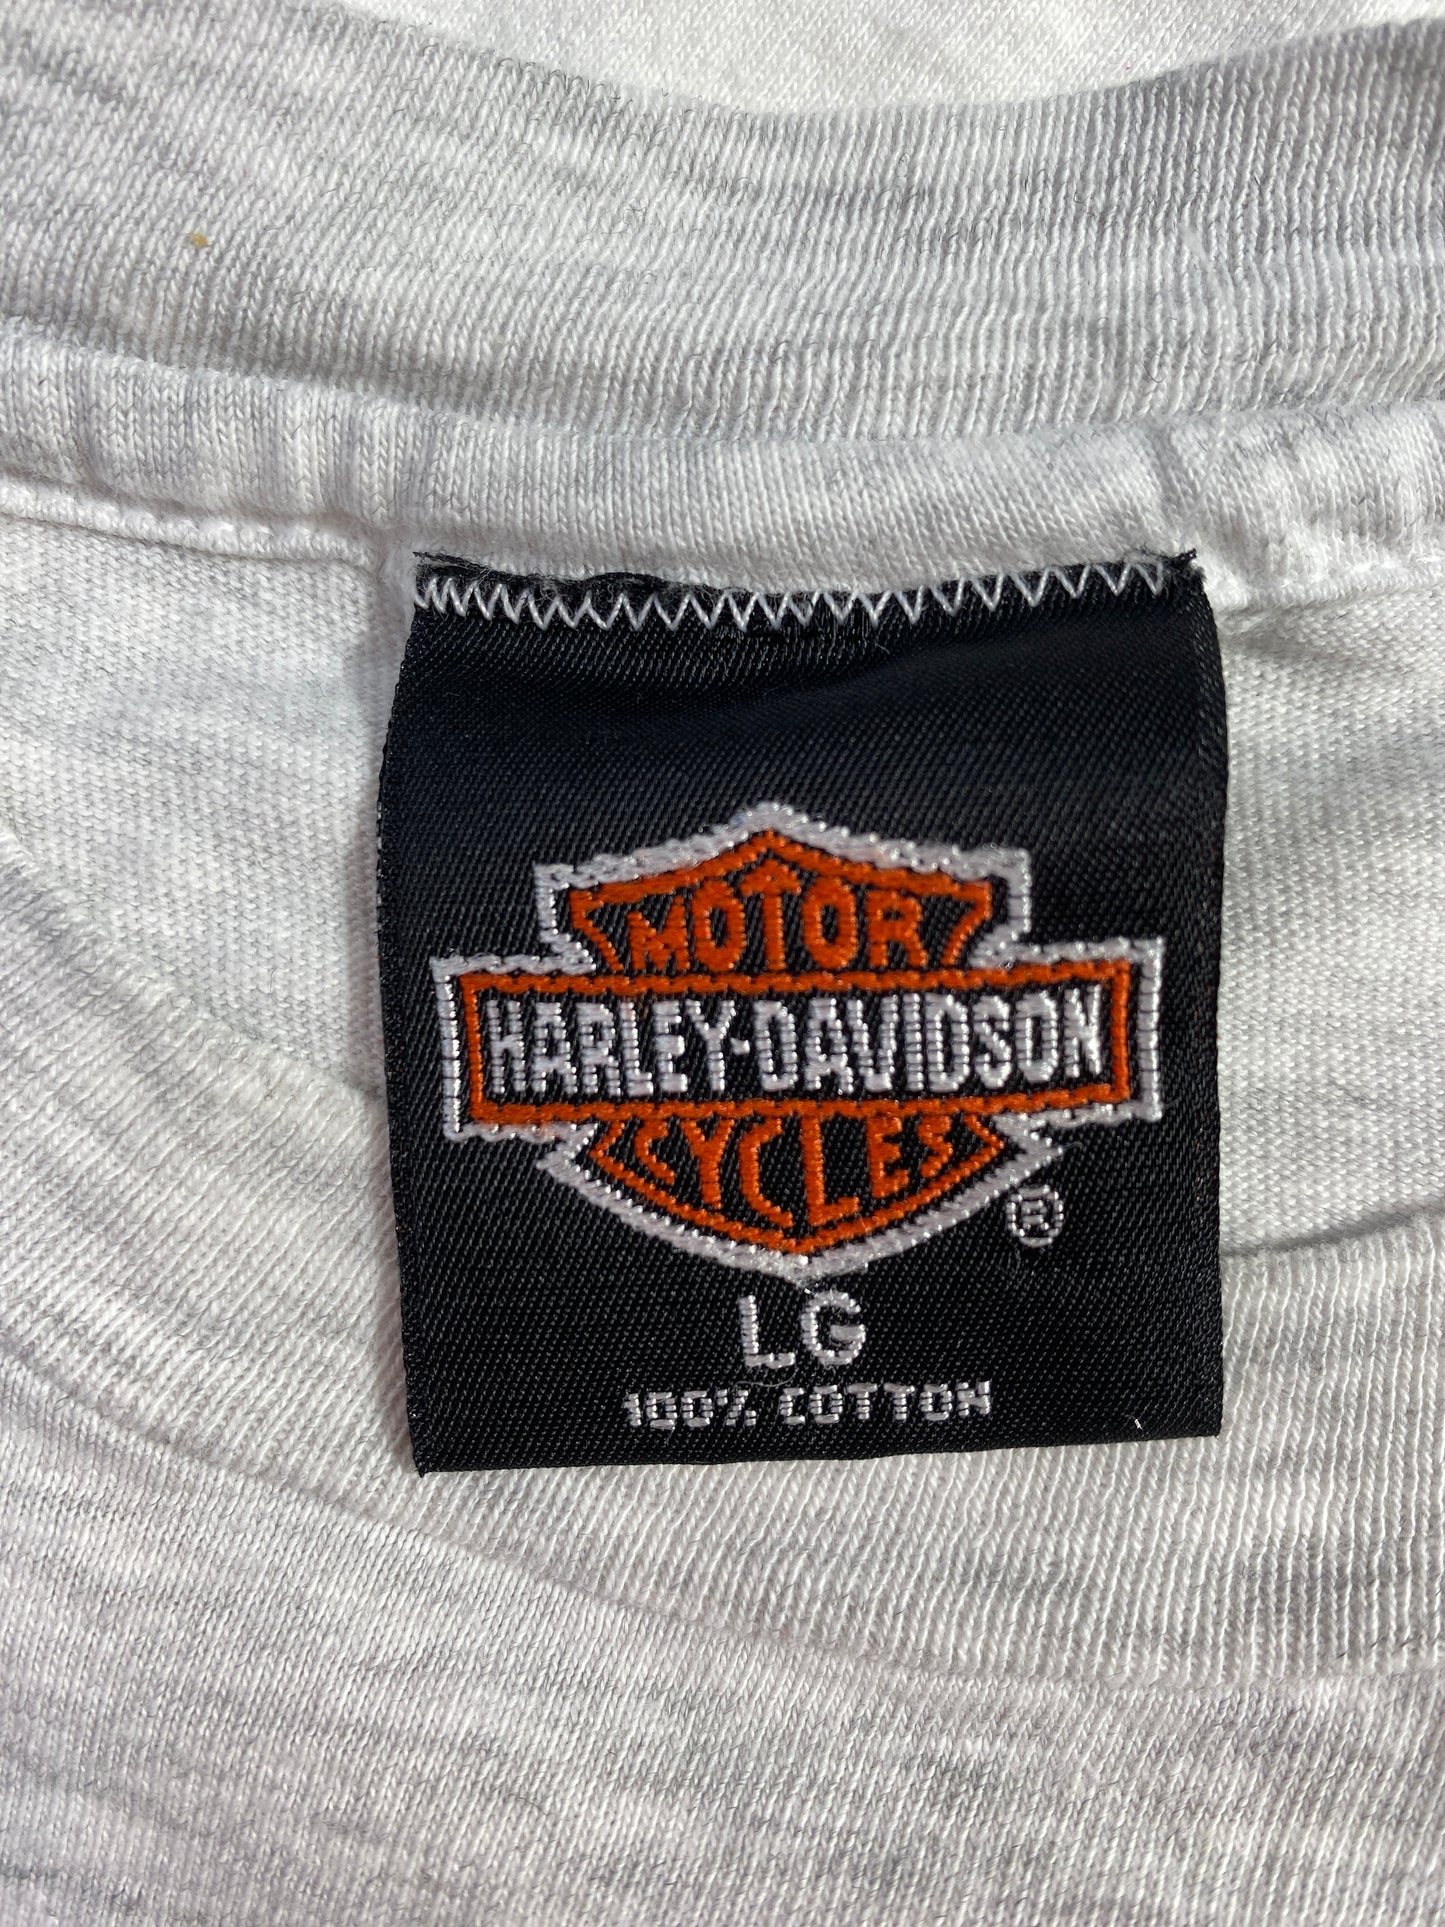 MOTOR
HARLEY-DAVIDSON
CYCLES
®
LG
100% COTTON